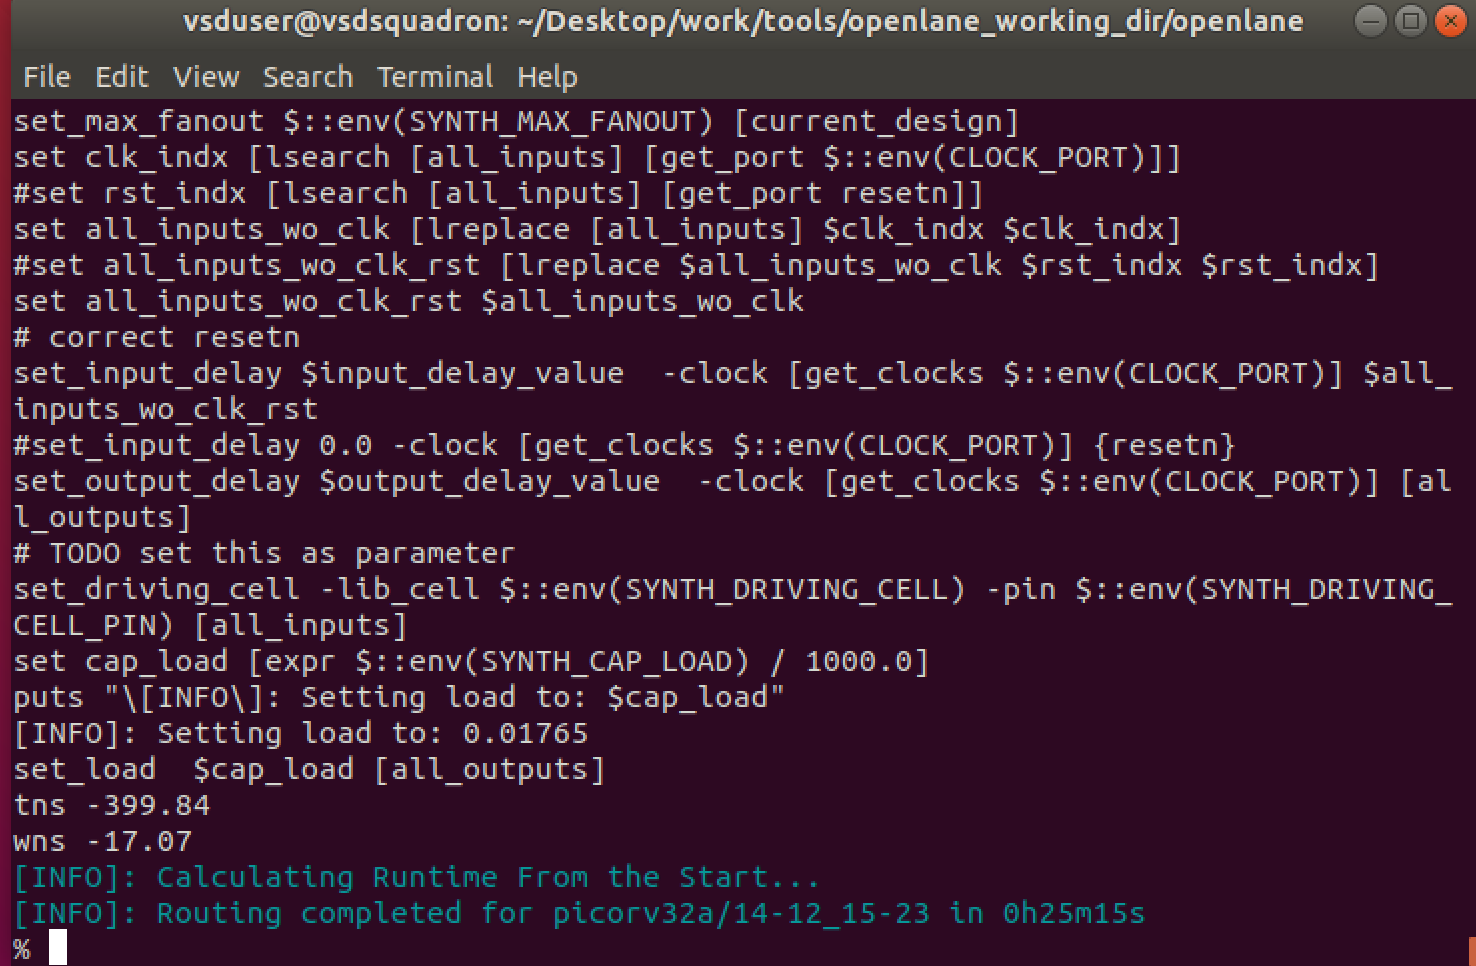 vsduser@vsdsquadron: ~/Desktop/work/tools/openlane_working_dir/openlane
File Edit View Search Terminal Help
set_max_fanout $::env(SYNTH_MAX_FANOUT) [current_design]
set clk_indx [lsearch [all_inputs] [get_port $::env(CLOCK_PORT)]]
#set rst_indx [lsearch [all_inputs] [get_port resetn]]
set all_inputs_wo_clk [lreplace [all_inputs] $clk_indx $clk_indx]
#set all_inputs_wo_clk_rst [lreplace $all_inputs_wo_clk $rst_indx $rst_indx]
set all_inputs_wo_clk_rst $all_inputs_wo_clk
# correct resetn
set_input_delay $input_delay_value  -clock [get_clocks $::env(CLOCK_PORT)] $all_
inputs_wo_clk_rst
#set_input_delay 0.0 -clock [get_clocks $::env(CLOCK_PORT)] {resetn}
set_output_delay $output_delay_value  -clock [get_clocks $::env(CLOCK_PORT)] [al
l_outputs]
# TODO set this as parameter
set_driving_cell -lib_cell $::env(SYNTH_DRIVING_CELL) -pin $::env(SYNTH_DRIVING_
CELL_PIN) [all_inputs]
set cap_load [expr $::env(SYNTH_CAP_LOAD) / 1000.0]
puts "\[INFO\]: Setting load to: $cap_load"
[INFO]: Setting load to: 0.01765
set_load  $cap_load [all_outputs]
tns -399.84
wns -17.07
[INFO]: Calculating Runtime From the Start...
[INFO]: Routing completed for picorv32a/14-12_15-23 in 0h25m15s
%